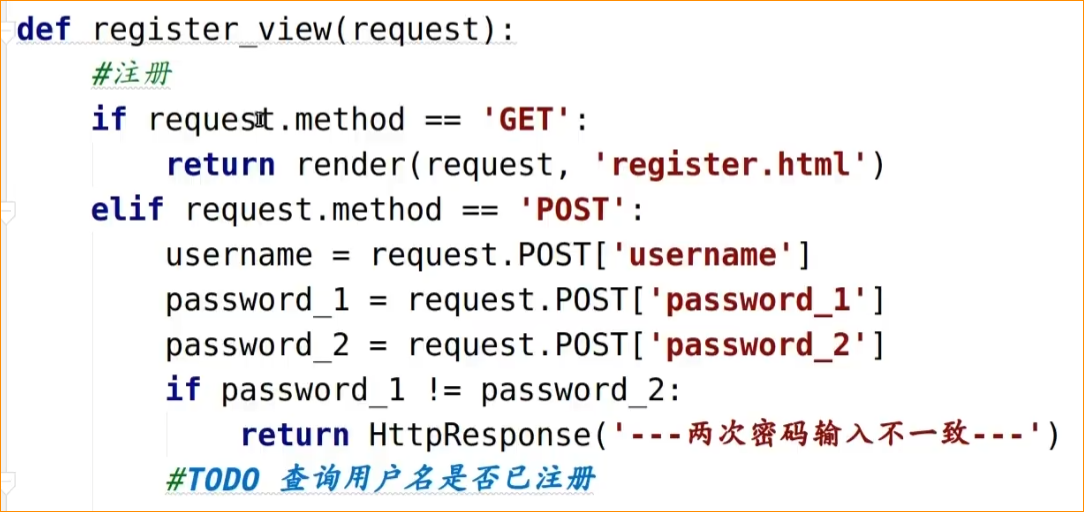 def register_view(request):
    #注册
    if request.method == 'GET':
        return render(request, 'register.html')
    elif request.method == 'POST':
        username = request.POST['username']
        password_1 = request.POST['password_1']
        password_2 = request.POST['password_2']
        if password_1 != password_2:
            return HttpResponse('---两次密码输入不一致---')
        #TODO 查询用户名是否已注册